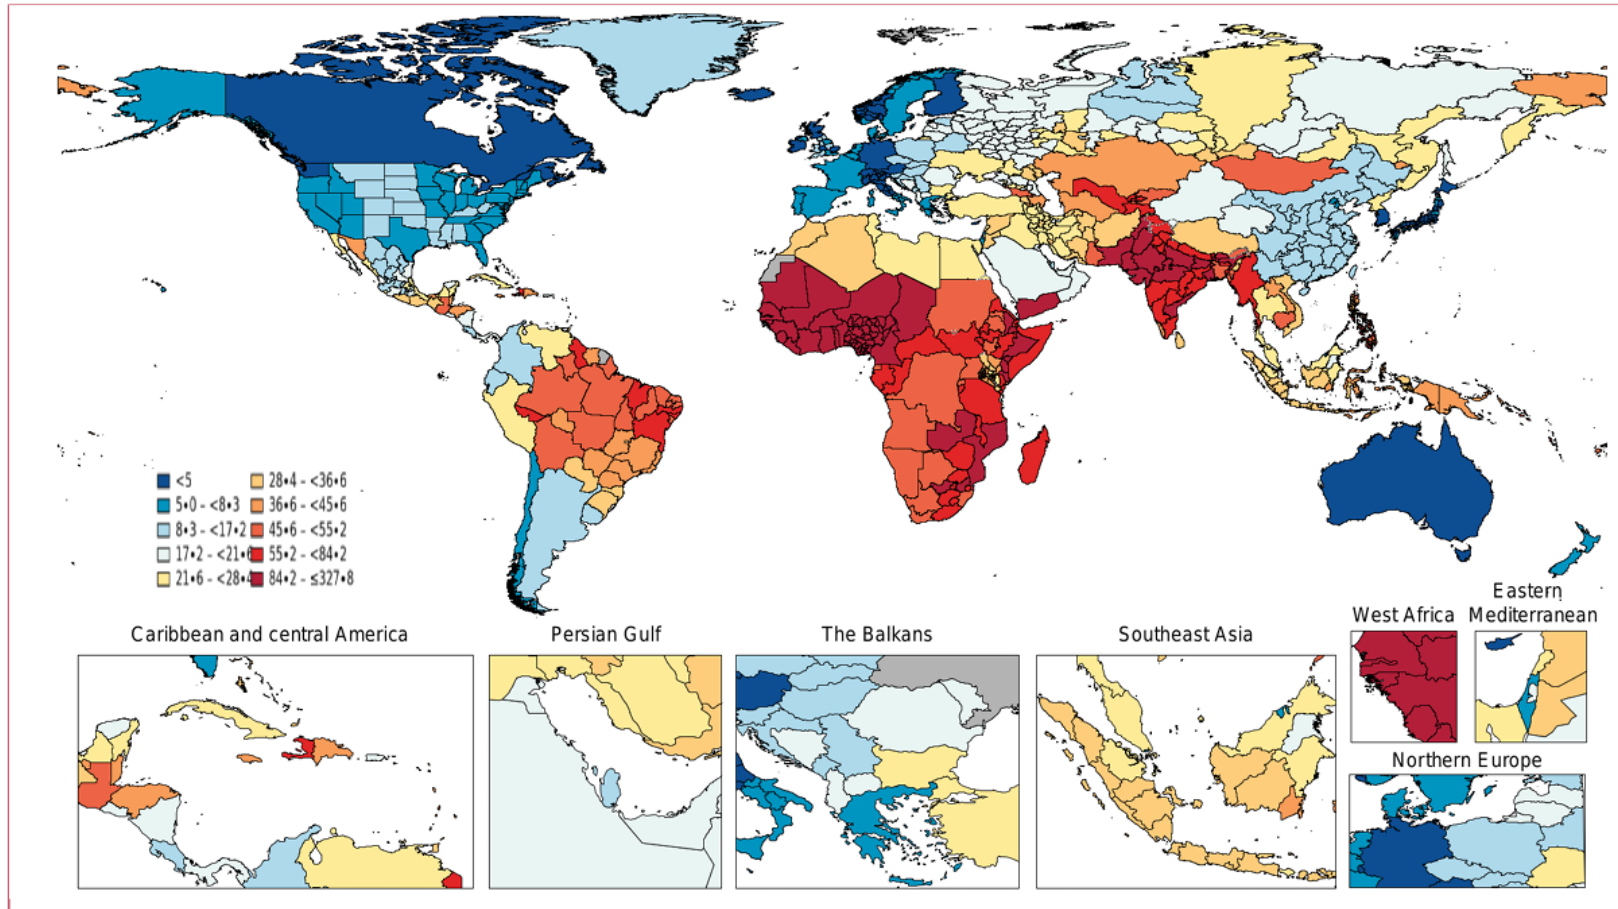 <5
5•0 – <8•3
8•3 – <17•2
17•2 – <21•6
21•6 – <28•4
28•4 – <36•6
36•6 – <45•6
45•6 – <55•2
55•2 – <84•2
84•2 – ≤327•8
Eastern
Mediterranean
West Africa
Caribbean and central America
Persian Gulf
The Balkans
Southeast Asia
Northern Europe